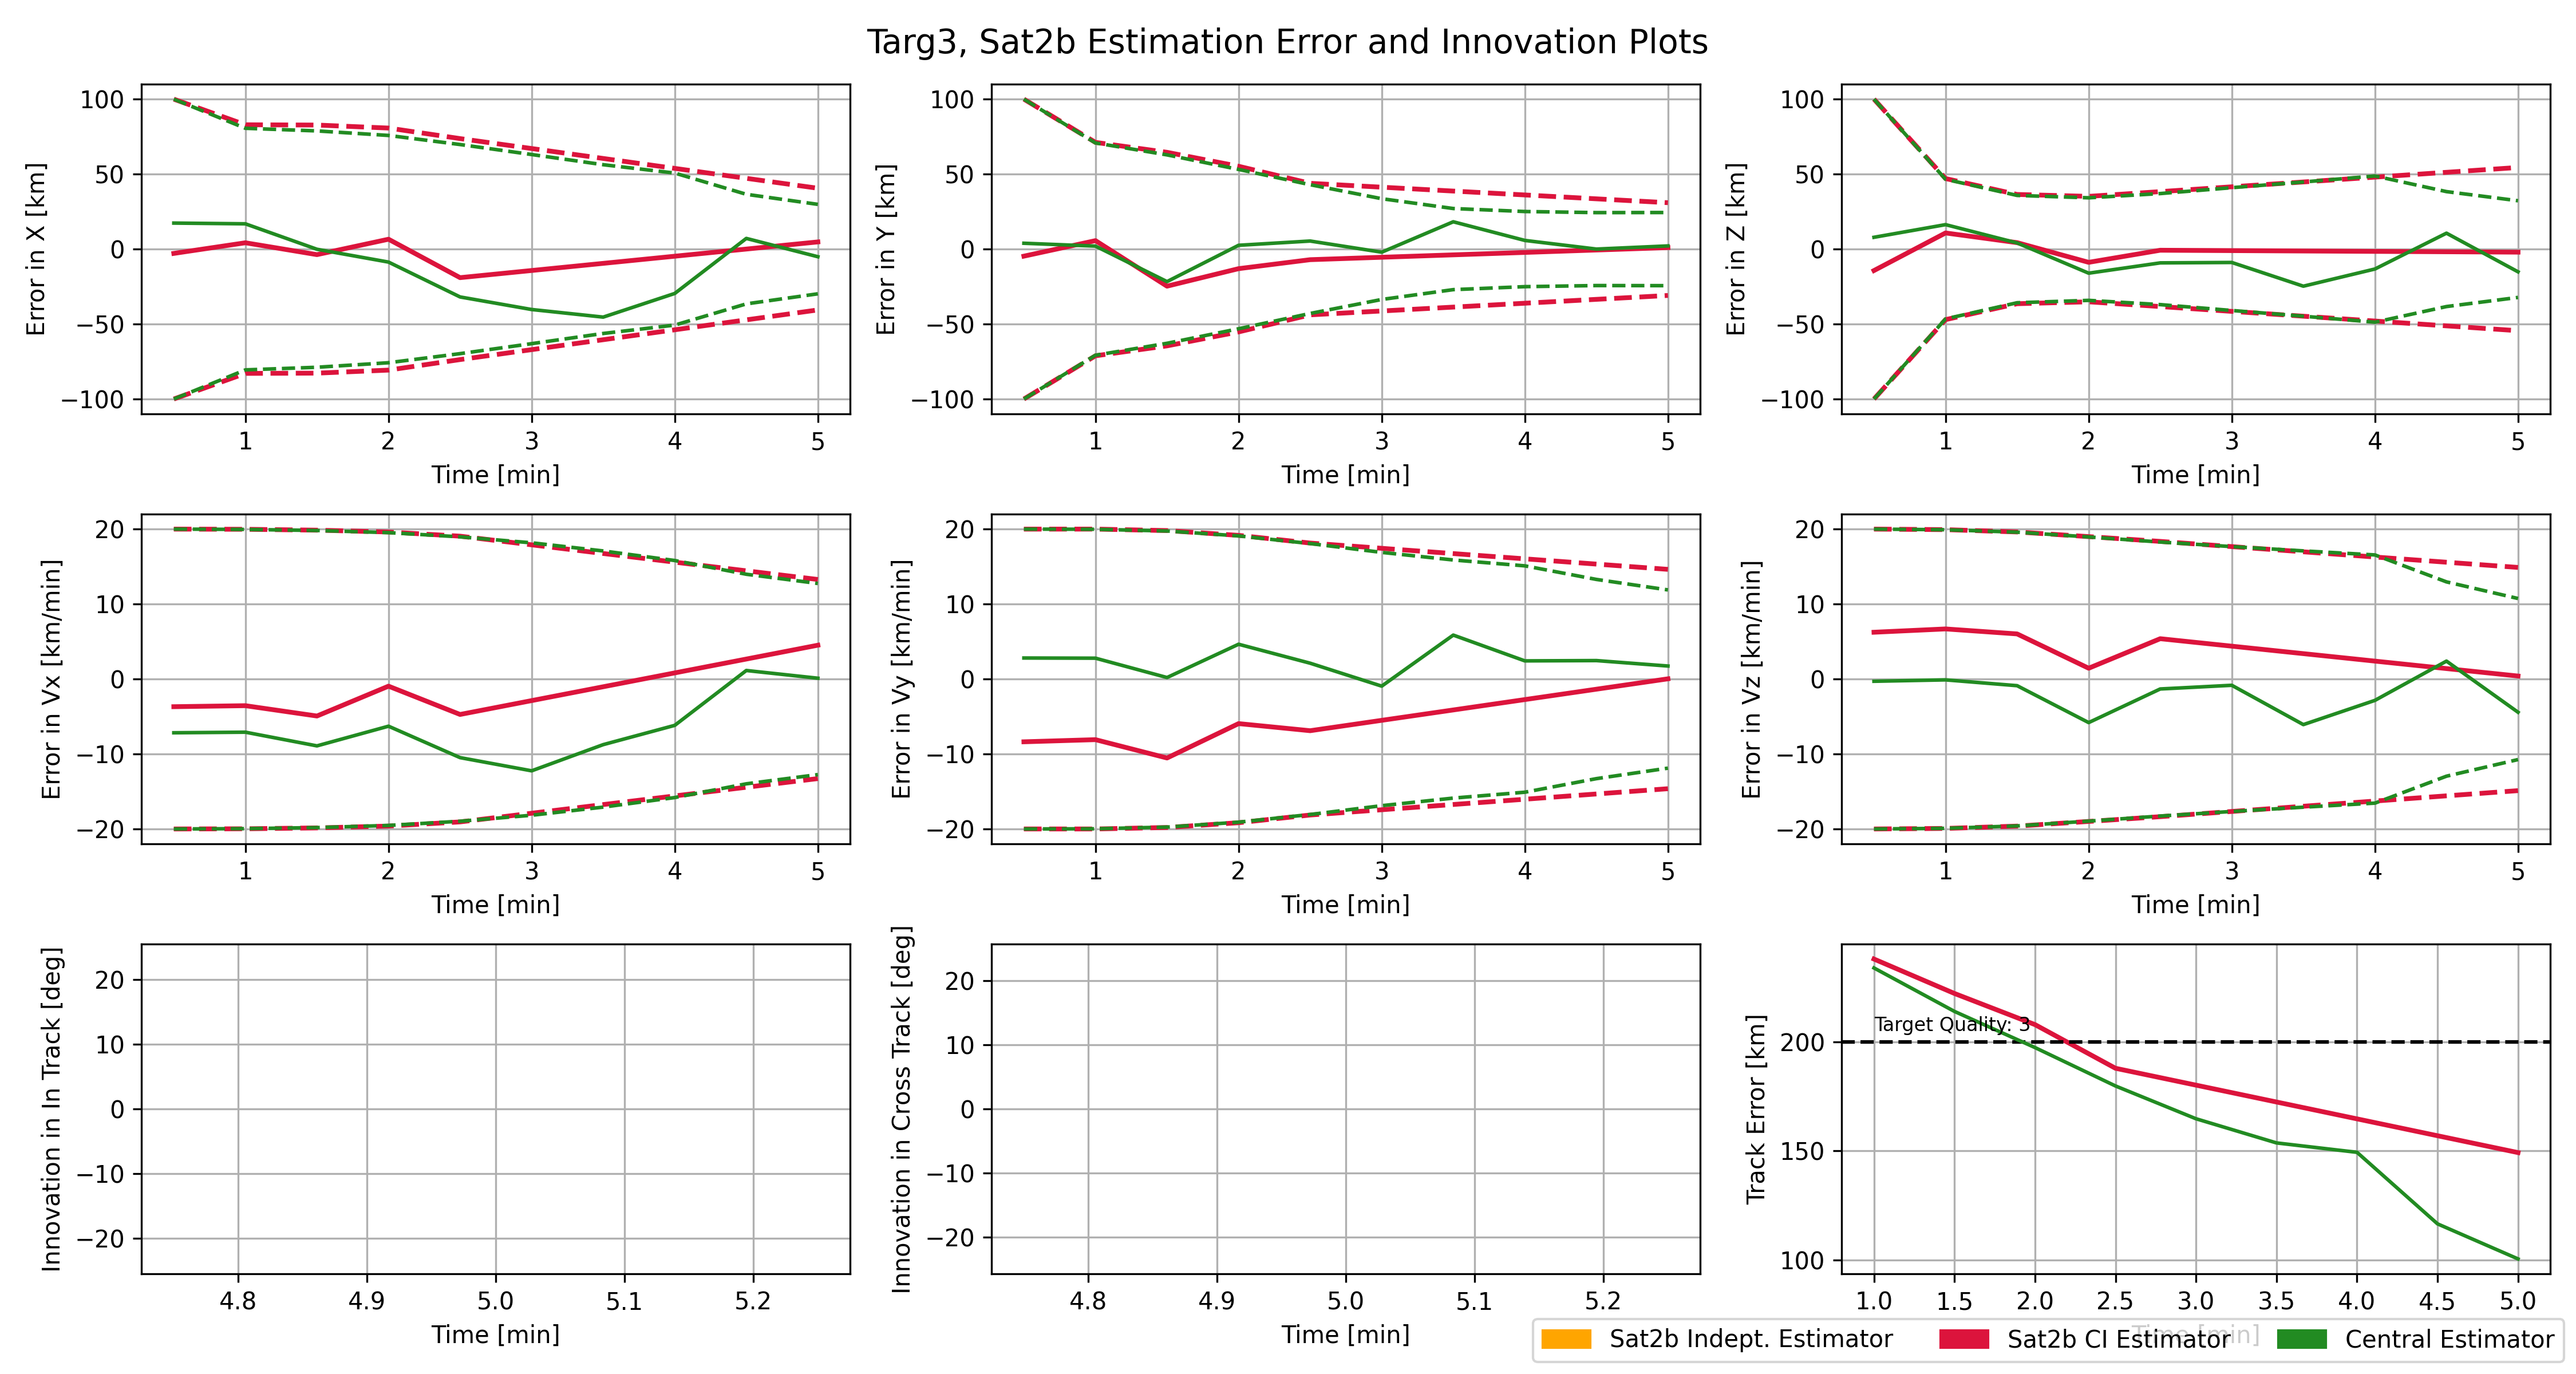 Targ3, Sat2b Estimation Error and Innovation Plots
Error in X [km]
100
50
0
−50
−100
1 2 3 4 5
Time [min]
Error in Y [km]
100
50
0
−50
−100
1 2 3 4 5
Time [min]
Error in Z [km]
100
50
0
−50
−100
1 2 3 4 5
Time [min]
Error in Vx [km/min]
20
10
0
−10
−20
1 2 3 4 5
Time [min]
Error in Vy [km/min]
20
10
0
−10
−20
1 2 3 4 5
Time [min]
Error in Vz [km/min]
20
10
0
−10
−20
1 2 3 4 5
Time [min]
Innovation in In Track [deg]
20
10
0
−10
−20
4.8 4.9 5.0 5.1 5.2
Time [min]
Innovation in Cross Track [deg]
20
10
0
−10
−20
4.8 4.9 5.0 5.1 5.2
Time [min]
Track Error [km]
200
150
100
Target Quality: 3
1.0 1.5 2.0 2.5 3.0 3.5 4.0 4.5 5.0
Time [min]
Sat2b Indept. Estimator Sat2b CI Estimator Central Estimator